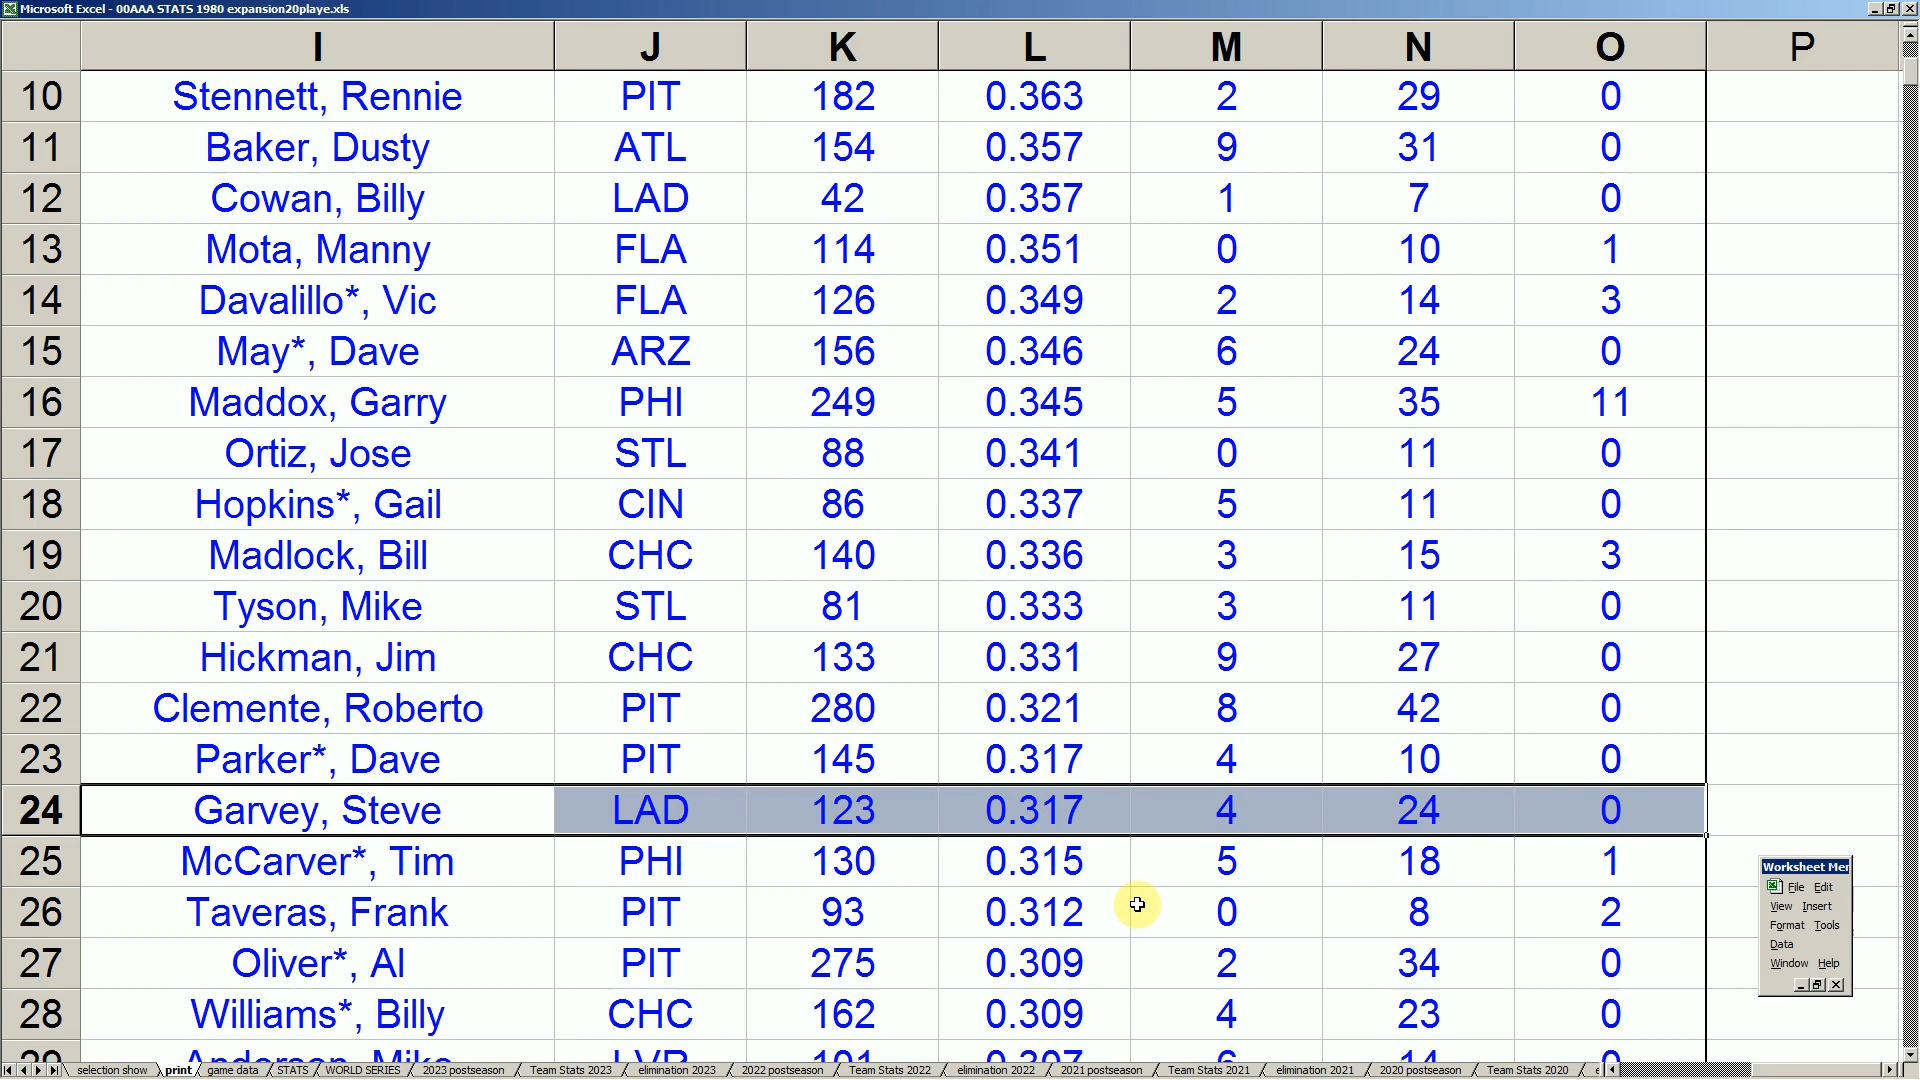 Microsoft Excel - 00AAA STATS 1980 expansion20playe.xls
I J K L M N O P
10 Stennett, Rennie PIT 182 0.363 2 29 0
11 Baker, Dusty ATL 154 0.357 9 31 0
12 Cowan, Billy LAD 42 0.357 1 7 0
13 Mota, Manny FLA 114 0.351 0 10 1
14 Davalillo*, Vic FLA 126 0.349 2 14 3
15 May*, Dave ARZ 156 0.346 6 24 0
16 Maddox, Garry PHI 249 0.345 5 35 11
17 Ortiz, Jose STL 88 0.341 0 11 0
18 Hopkins*, Gail CIN 86 0.337 5 11 0
19 Madlock, Bill CHC 140 0.336 3 15 3
20 Tyson, Mike STL 81 0.333 3 11 0
21 Hickman, Jim CHC 133 0.331 9 27 0
22 Clemente, Roberto PIT 280 0.321 8 42 0
23 Parker*, Dave PIT 145 0.317 4 10 0
24 Garvey, Steve LAD 123 0.317 4 24 0
25 McCarver*, Tim PHI 130 0.315 5 18 1
26 Taveras, Frank PIT 93 0.312 0 8 2
27 Oliver*, Al PIT 275 0.309 2 34 0
28 Williams*, Billy CHC 162 0.309 4 23 0
29 Anderson, Mike LVR 101 0.307 6 14 0
Worksheet Mer
File Edit
View Insert
Format Tools
Data
Window Help
selection show print game data STATS WORLD SERIES 2023 postseason Team Stats 2023 elimination 2023 2022 postseason Team Stats 2022 elimination 2022 2021 postseason Team Stats 2021 elimination 2021 2020 postseason Team Stats 2020